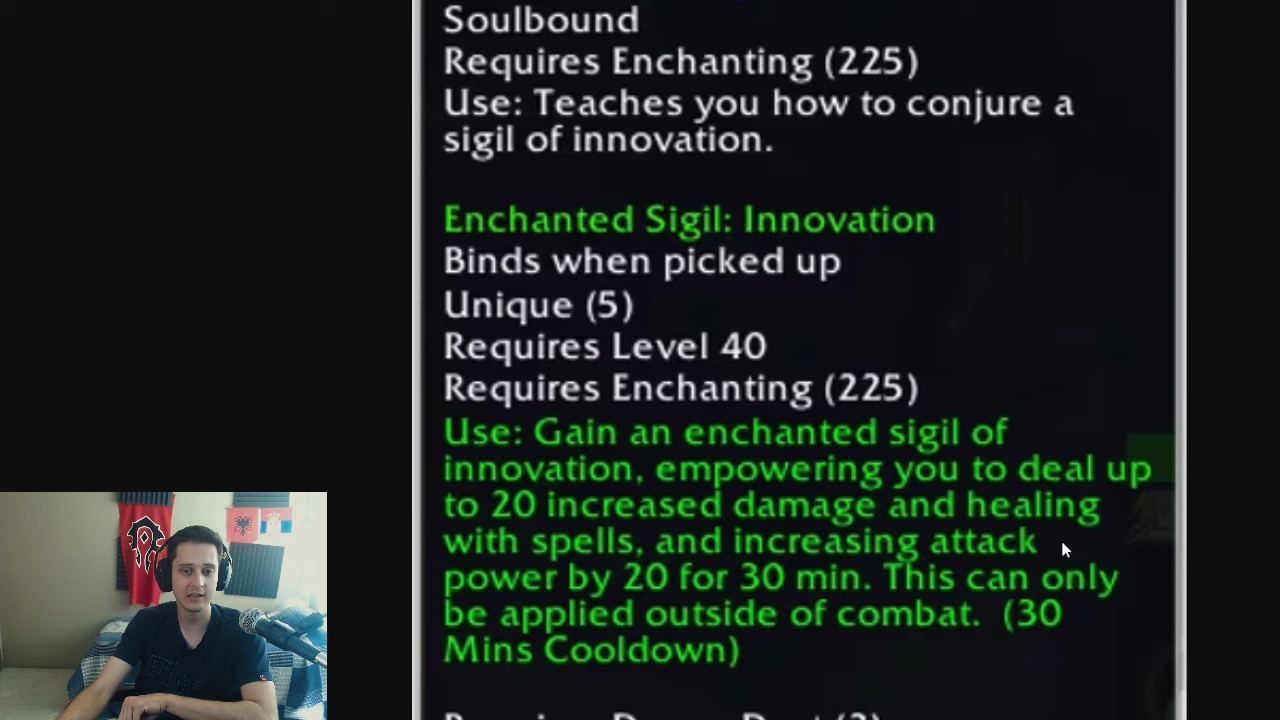 Soulbound
Requires Enchanting (225)
Use: Teaches you how to conjure a
sigil of innovation.
Enchanted Sigil: Innovation
Binds when picked up
Unique (5)
Requires Level 40
Requires Enchanting (225)
Use: Gain an enchanted sigil of
innovation, empowering you to deal up
to 20 increased damage and healing
with spells, and increasing attack
power by 20 for 30 min. This can only
be applied outside of combat. (30
Mins Cooldown)